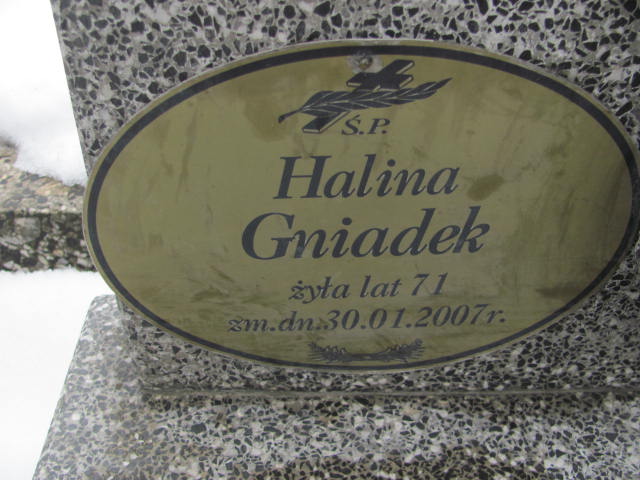 Ś.P.
Halina
Gniadek
żyła lat 71
zm.dn.30.01.2007r.